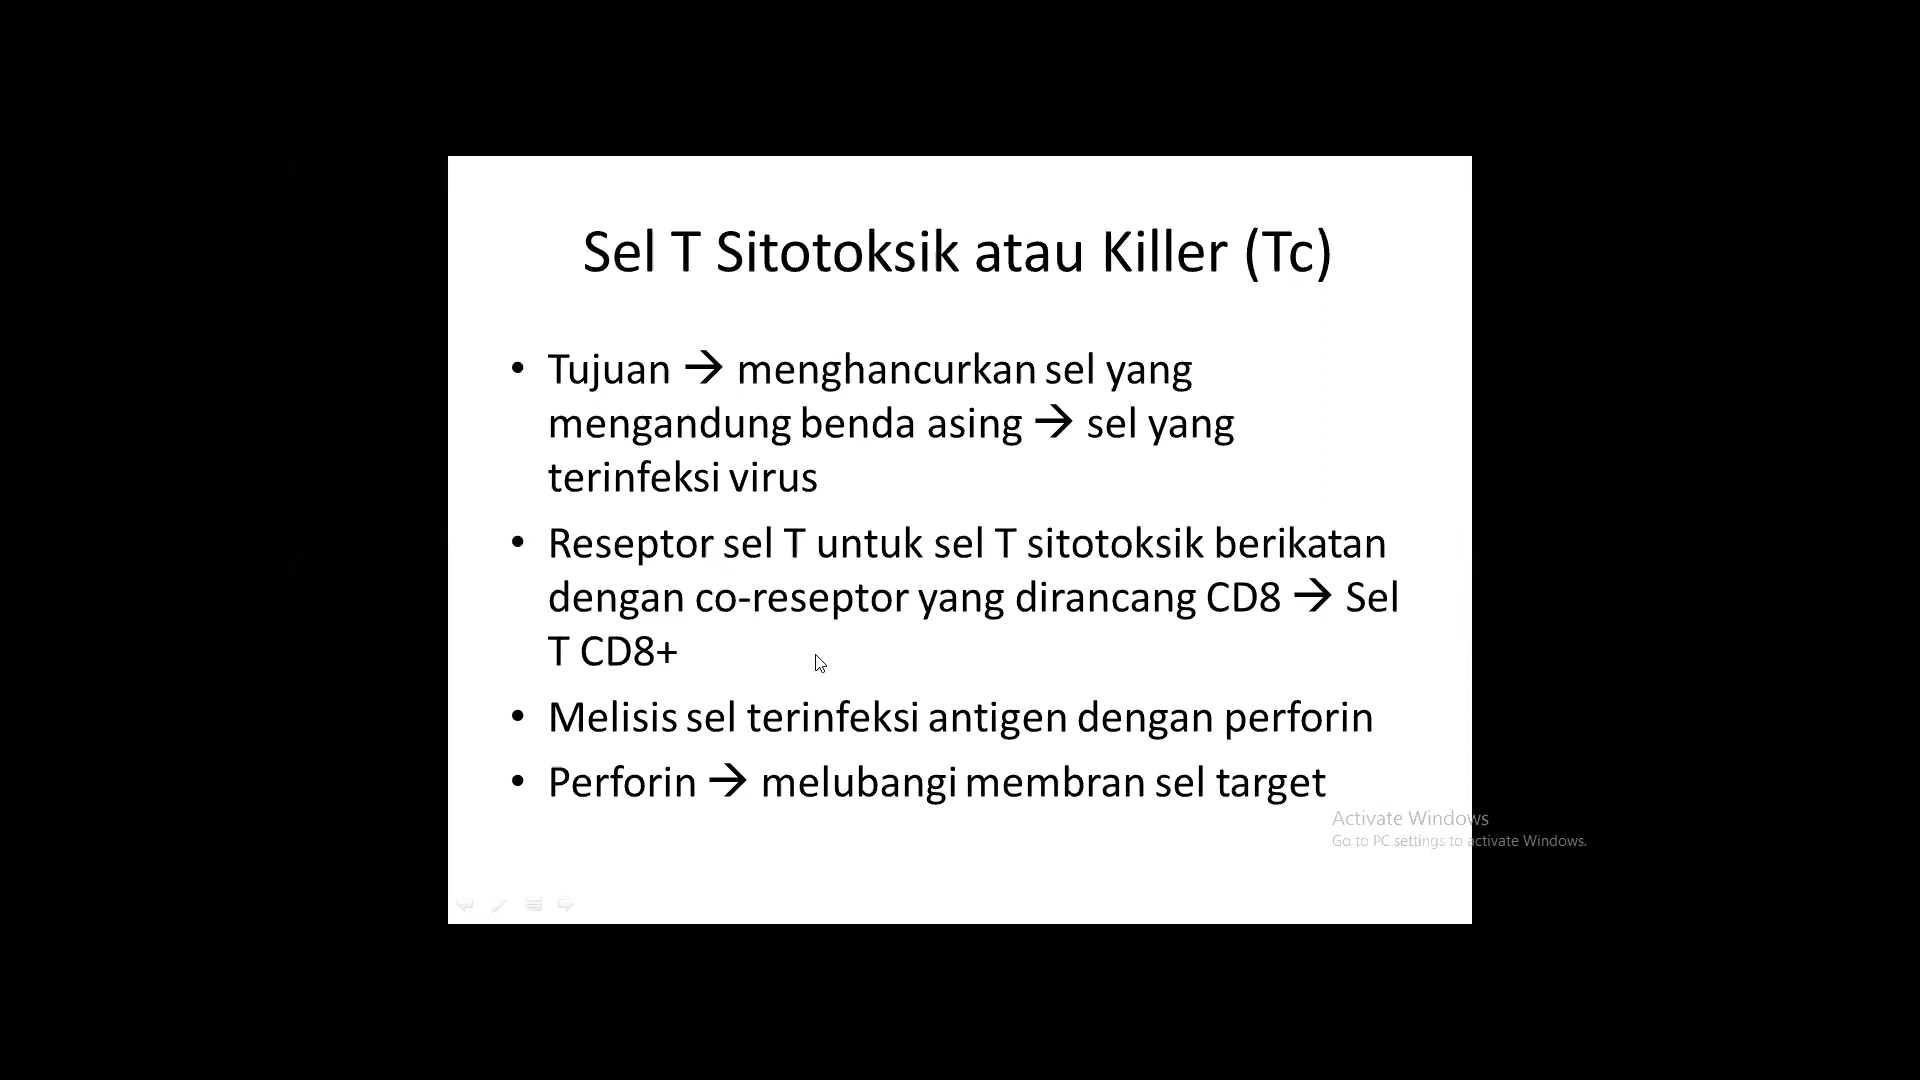 Sel T Sitotoksik atau Killer (Tc)
• Tujuan → menghancurkan sel yang
mengandung benda asing → sel yang
terinfeksi virus
• Reseptor sel T untuk sel T sitotoksik berikatan
dengan co-reseptor yang dirancang CD8 → Sel
T CD8+
• Melisis sel terinfeksi antigen dengan perforin
• Perforin → melubangi membran sel target
Activate Windows
Go to PC settings to activate Windows.